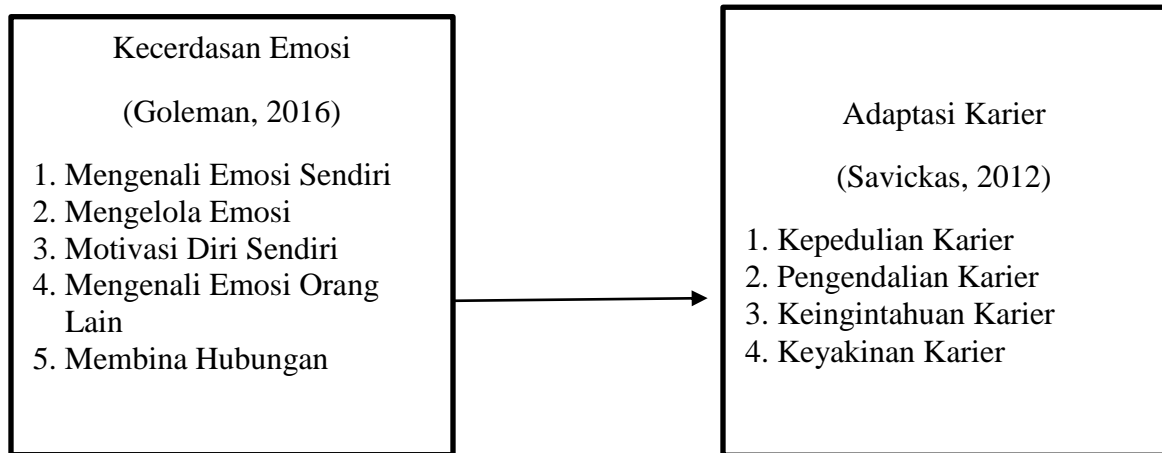 Kecerdasan Emosi
(Goleman, 2016)
1. Mengenali Emosi Sendiri
2. Mengelola Emosi
3. Motivasi Diri Sendiri
4. Mengenali Emosi Orang
Lain
5. Membina Hubungan
Adaptasi Karier
(Savickas, 2012)
1. Kepedulian Karier
2. Pengendalian Karier
3. Keingintahuan Karier
4. Keyakinan Karier